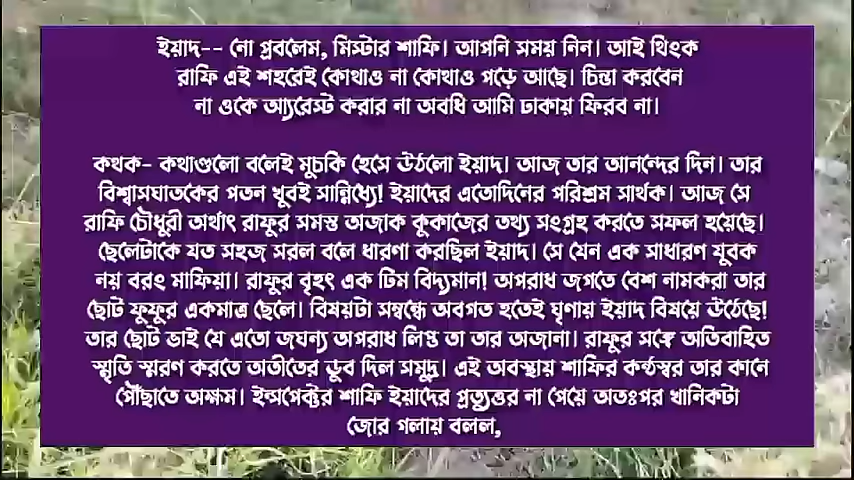 ইয়াদ-- নো প্রবলেম, মিস্টার শাফি। আপনি সময় নিন। আই থিংক
রাফি এই শহরেই কোথাও না কোথাও পড়ে আছে। চিন্তা করবেন
না ওকে অ্যারেস্ট করার না অবধি আমি ঢাকায় ফিরব না।
কথক- কথাগুলো বলেই মুচকি হেসে উঠলো ইয়াদ। আজ তার আনন্দের দিন। তার
বিশ্বাসঘাতকের পতন খুবই সান্নিধ্যে! ইয়াদের এতোদিনের পরিশ্রম সার্থক। আজ সে
রাফি চৌধুরী অর্থাৎ রাফুর সমস্ত অজাক কুকাজের তথ্য সংগ্রহ করতে সফল হয়েছে।
ছেলেটাকে যত সহজ সরল বলে ধারণা করছিল ইয়াদ। সে যেন এক সাধারণ যুবক
নয় বরং মাফিয়া। রাফুর বৃহৎ এক টিম বিদ্যমান! অপরাধ জগতে বেশ নামকরা তার
ছোট ফুফুর একমাত্র ছেলে। বিষয়টা সম্বন্ধে অবগত হতেই ঘৃণায় ইয়াদ বিষয়ে উঠেছে!
তার ছোট ভাই যে এতো জঘন্য অপরাধ লিপ্ত তা তার অজানা। রাফুর সঙ্গে অতিবাহিত
স্মৃতি স্মরণ করতে অতীতের ডুব দিল সমুদ্র। এই অবস্থায় শাফির কন্ঠস্বর তার কানে
পৌঁছাতে অক্ষম। ইন্সপেক্টর শাফি ইয়াদের প্রত্যুত্তর না পেয়ে অতঃপর খানিকটা
জোর গলায় বলল,